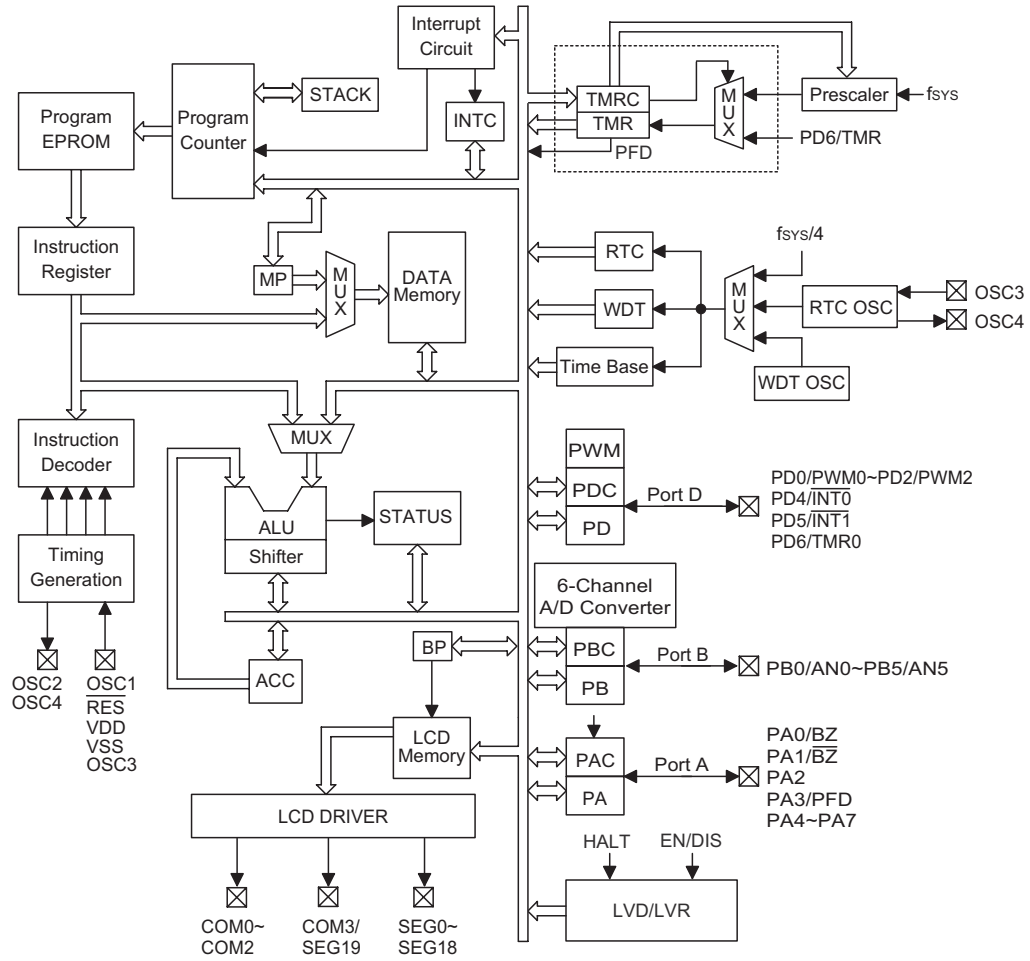 Interrupt
Circuit
STACK
Program
EPROM
Program
Counter
INTC
TMRC
TMR
PFD
MUX
Prescaler
fSYS
PD6/TMR
Instruction
Register
MP
MUX
DATA
Memory
RTC
WDT
Time Base
MUX
fSYS/4
RTC OSC
OSC3
OSC4
WDT OSC
Instruction
Decoder
MUX
ALU
Shifter
STATUS
PWM
PDC
PD
Port D
PD0/PWM0~PD2/PWM2
PD4/I̅N̅T̅0̅
PD5/I̅N̅T̅1̅
PD6/TMR0
Timing
Generation
OSC2
OSC4
OSC1
R̅E̅S̅
VDD
VSS
OSC3
ACC
BP
6-Channel
A/D Converter
PBC
PB
Port B
PB0/AN0~PB5/AN5
LCD
Memory
PAC
PA
Port A
PA0/BZ
PA1/B̅Z̅
PA2
PA3/PFD
PA4~PA7
LCD DRIVER
COM0~
COM2
COM3/
SEG19
SEG0~
SEG18
HALT
EN/DIS
LVD/LVR